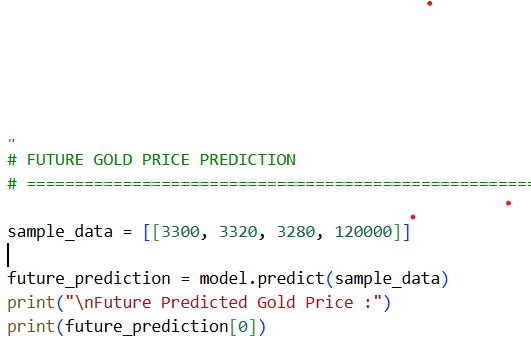 # FUTURE GOLD PRICE PREDICTION
# =====================================================
sample_data = [[3300, 3320, 3280, 120000]]
future_prediction = model.predict(sample_data)
print("\nFuture Predicted Gold Price :")
print(future_prediction[0])